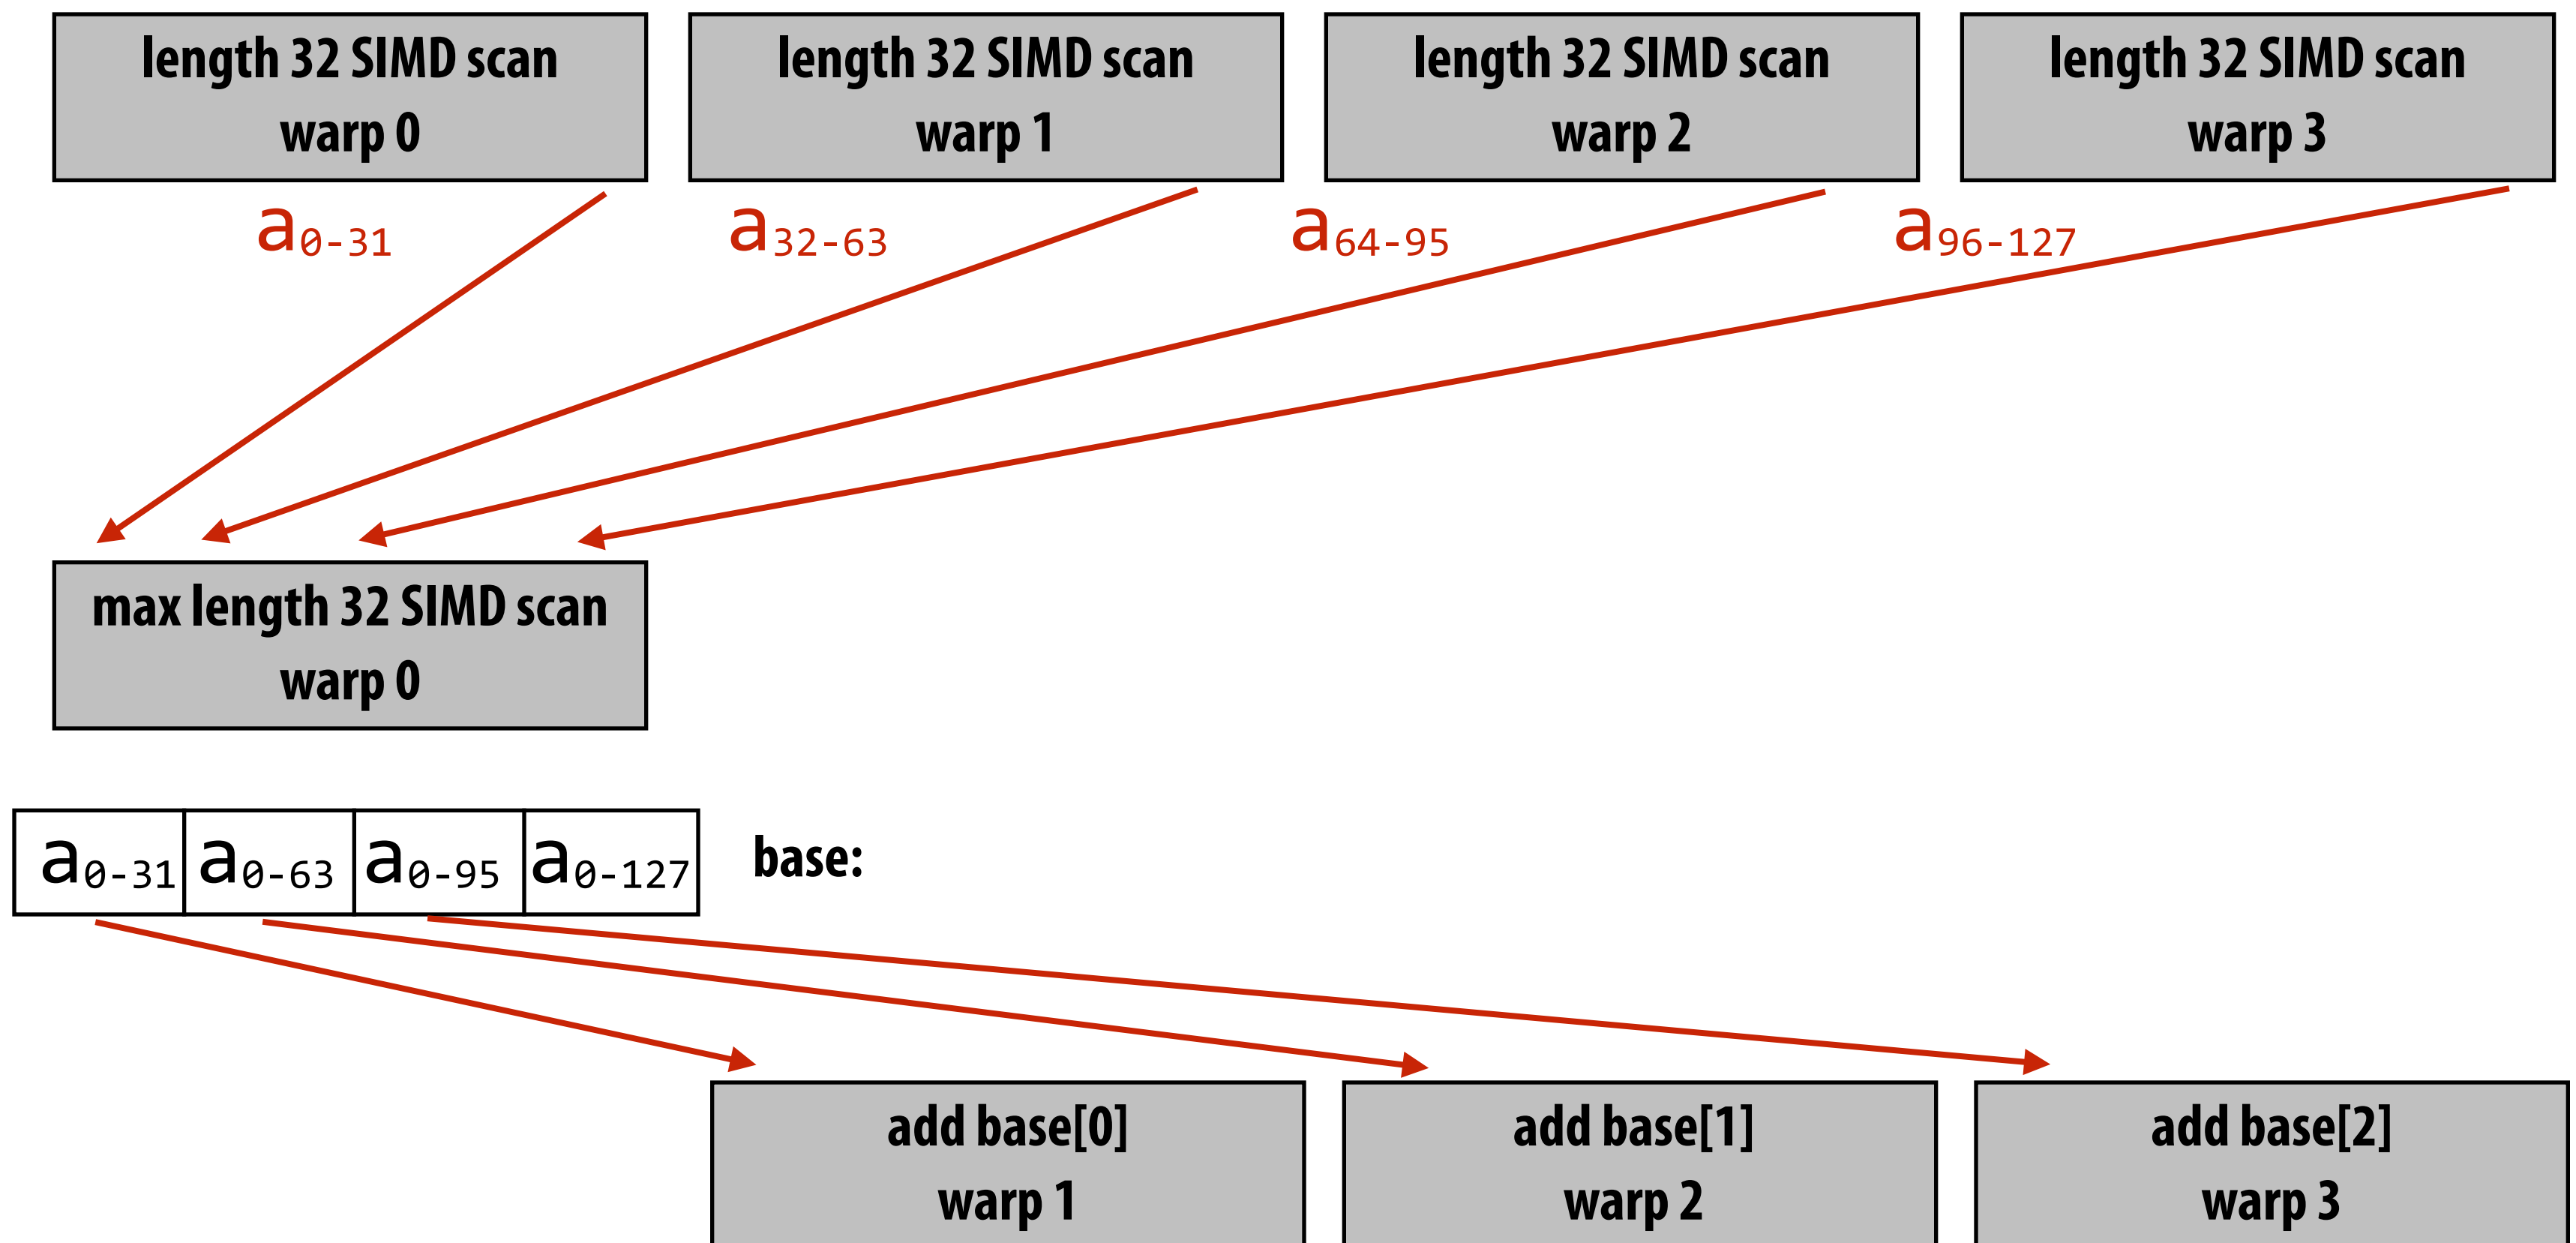 length 32 SIMD scan
warp 0
length 32 SIMD scan
warp 1
length 32 SIMD scan
warp 2
length 32 SIMD scan
warp 3
a0-31
a32-63
a64-95
a96-127
max length 32 SIMD scan
warp 0
a0-31 a0-63 a0-95 a0-127 base:
add base[0]
warp 1
add base[1]
warp 2
add base[2]
warp 3